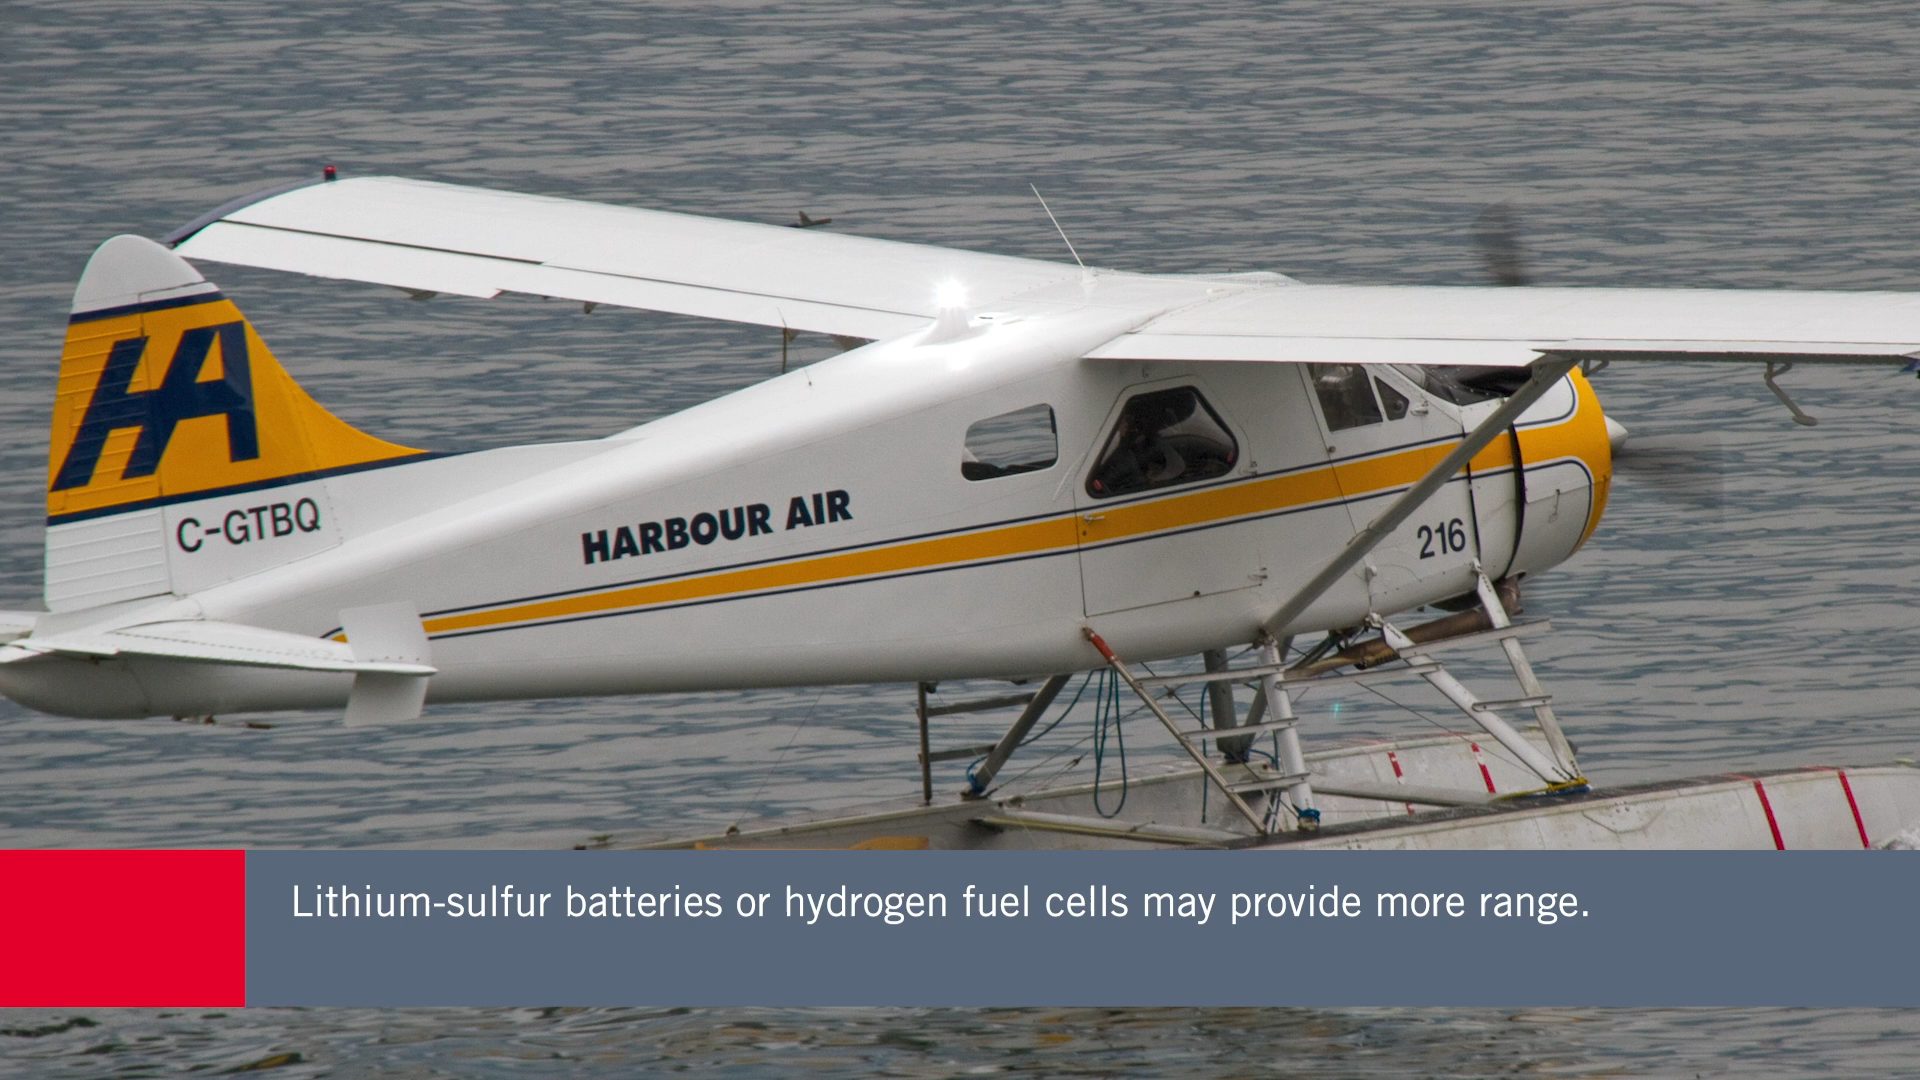 HA
C-GTBQ
HARBOUR AIR
216
Lithium-sulfur batteries or hydrogen fuel cells may provide more range.